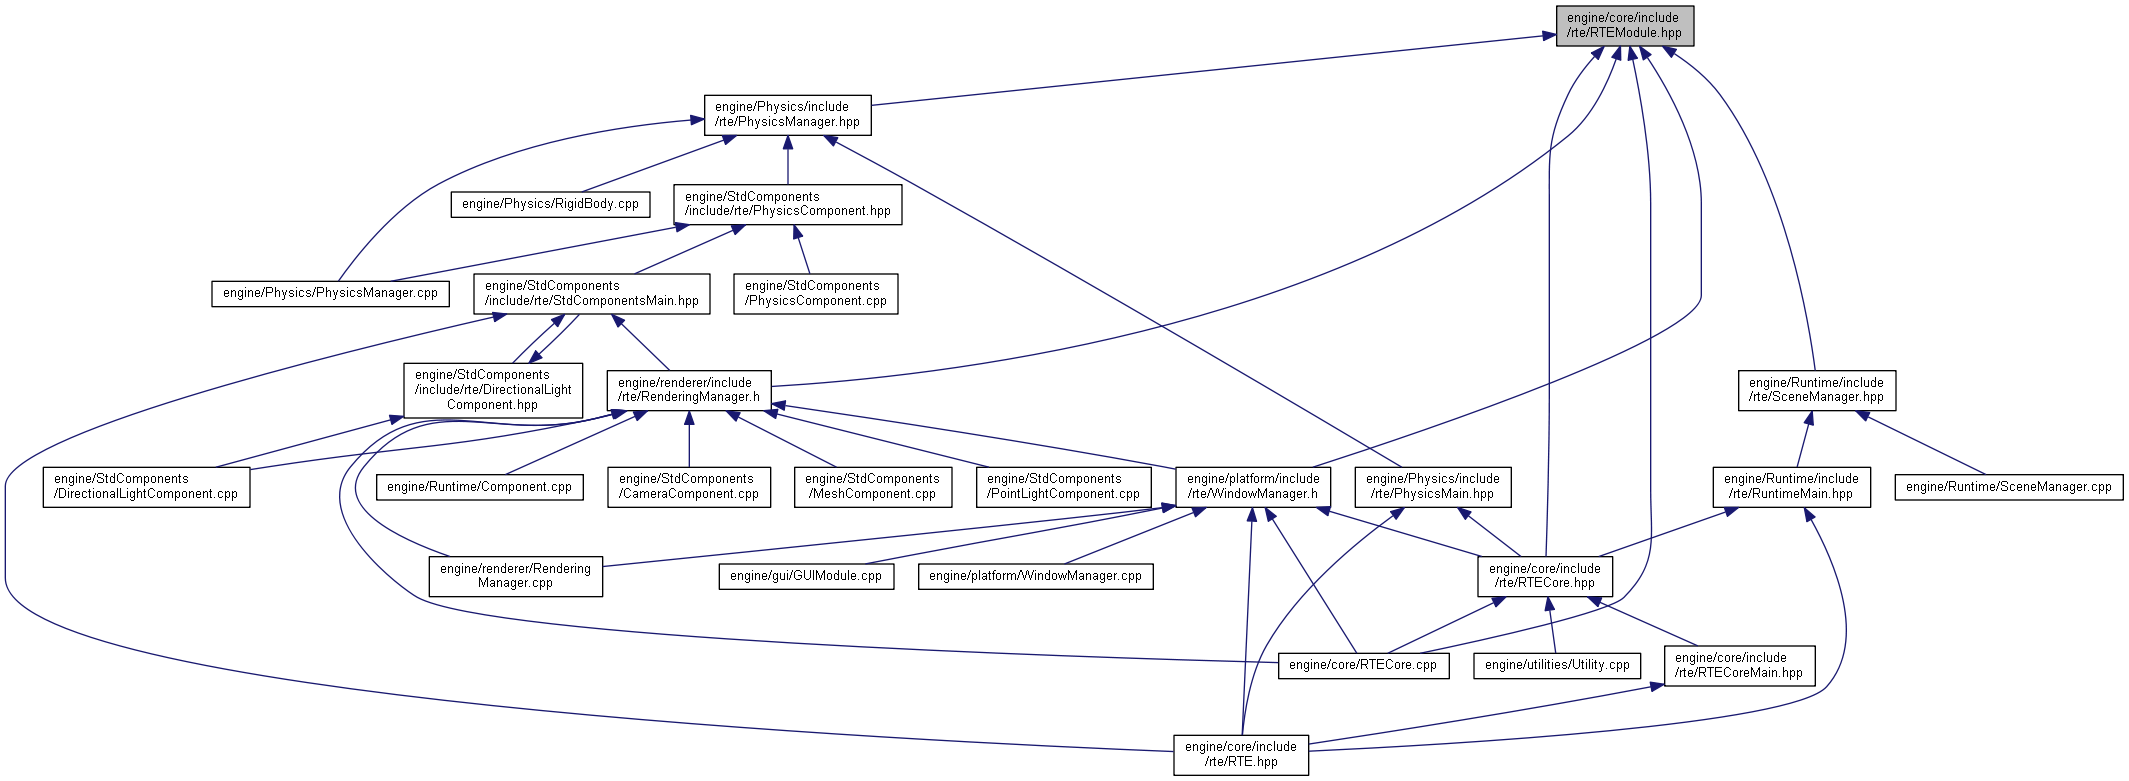 engine/core/include
/rte/RTEModule.hpp
engine/Physics/include
/rte/PhysicsManager.hpp
engine/Physics/RigidBody.cpp
engine/StdComponents
/include/rte/PhysicsComponent.hpp
engine/Physics/PhysicsManager.cpp
engine/StdComponents
/include/rte/StdComponentsMain.hpp
engine/StdComponents
/PhysicsComponent.cpp
engine/StdComponents
/include/rte/DirectionalLight
Component.hpp
engine/renderer/include
/rte/RenderingManager.h
engine/Runtime/include
/rte/SceneManager.hpp
engine/StdComponents
/DirectionalLightComponent.cpp
engine/Runtime/Component.cpp
engine/StdComponents
/CameraComponent.cpp
engine/StdComponents
/MeshComponent.cpp
engine/StdComponents
/PointLightComponent.cpp
engine/platform/include
/rte/WindowManager.h
engine/Physics/include
/rte/PhysicsMain.hpp
engine/Runtime/include
/rte/RuntimeMain.hpp
engine/Runtime/SceneManager.cpp
engine/renderer/Rendering
Manager.cpp
engine/gui/GUIModule.cpp
engine/platform/WindowManager.cpp
engine/core/include
/rte/RTECore.hpp
engine/core/RTECore.cpp
engine/utilities/Utility.cpp
engine/core/include
/rte/RTECoreMain.hpp
engine/core/include
/rte/RTE.hpp